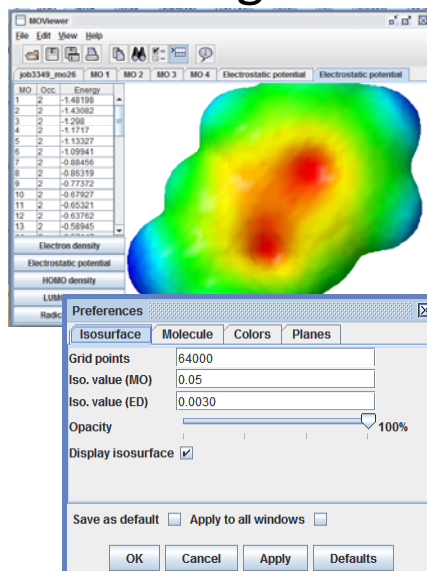 MOViewer
File Edit View Help
job3349_mo26 MO 1 MO 2 MO 3 MO 4 Electrostatic potential Electrostatic potential
MO Occ. Energy
1 2 -1.48198
2 2 -1.43082
3 2 -1.298
4 2 -1.1717
5 2 -1.13327
6 2 -1.09941
7 2 -0.88456
8 2 -0.86319
9 2 -0.77372
10 2 -0.67927
11 2 -0.65321
12 2 -0.63762
13 2 -0.58945
Electron density
Electrostatic potential
HOMO density
Preferences
Isosurface Molecule Colors Planes
Grid points 64000
Iso. value (MO) 0.05
Iso. value (ED) 0.0030
Opacity 100%
Display isosurface
Save as default Apply to all windows
OK Cancel Apply Defaults